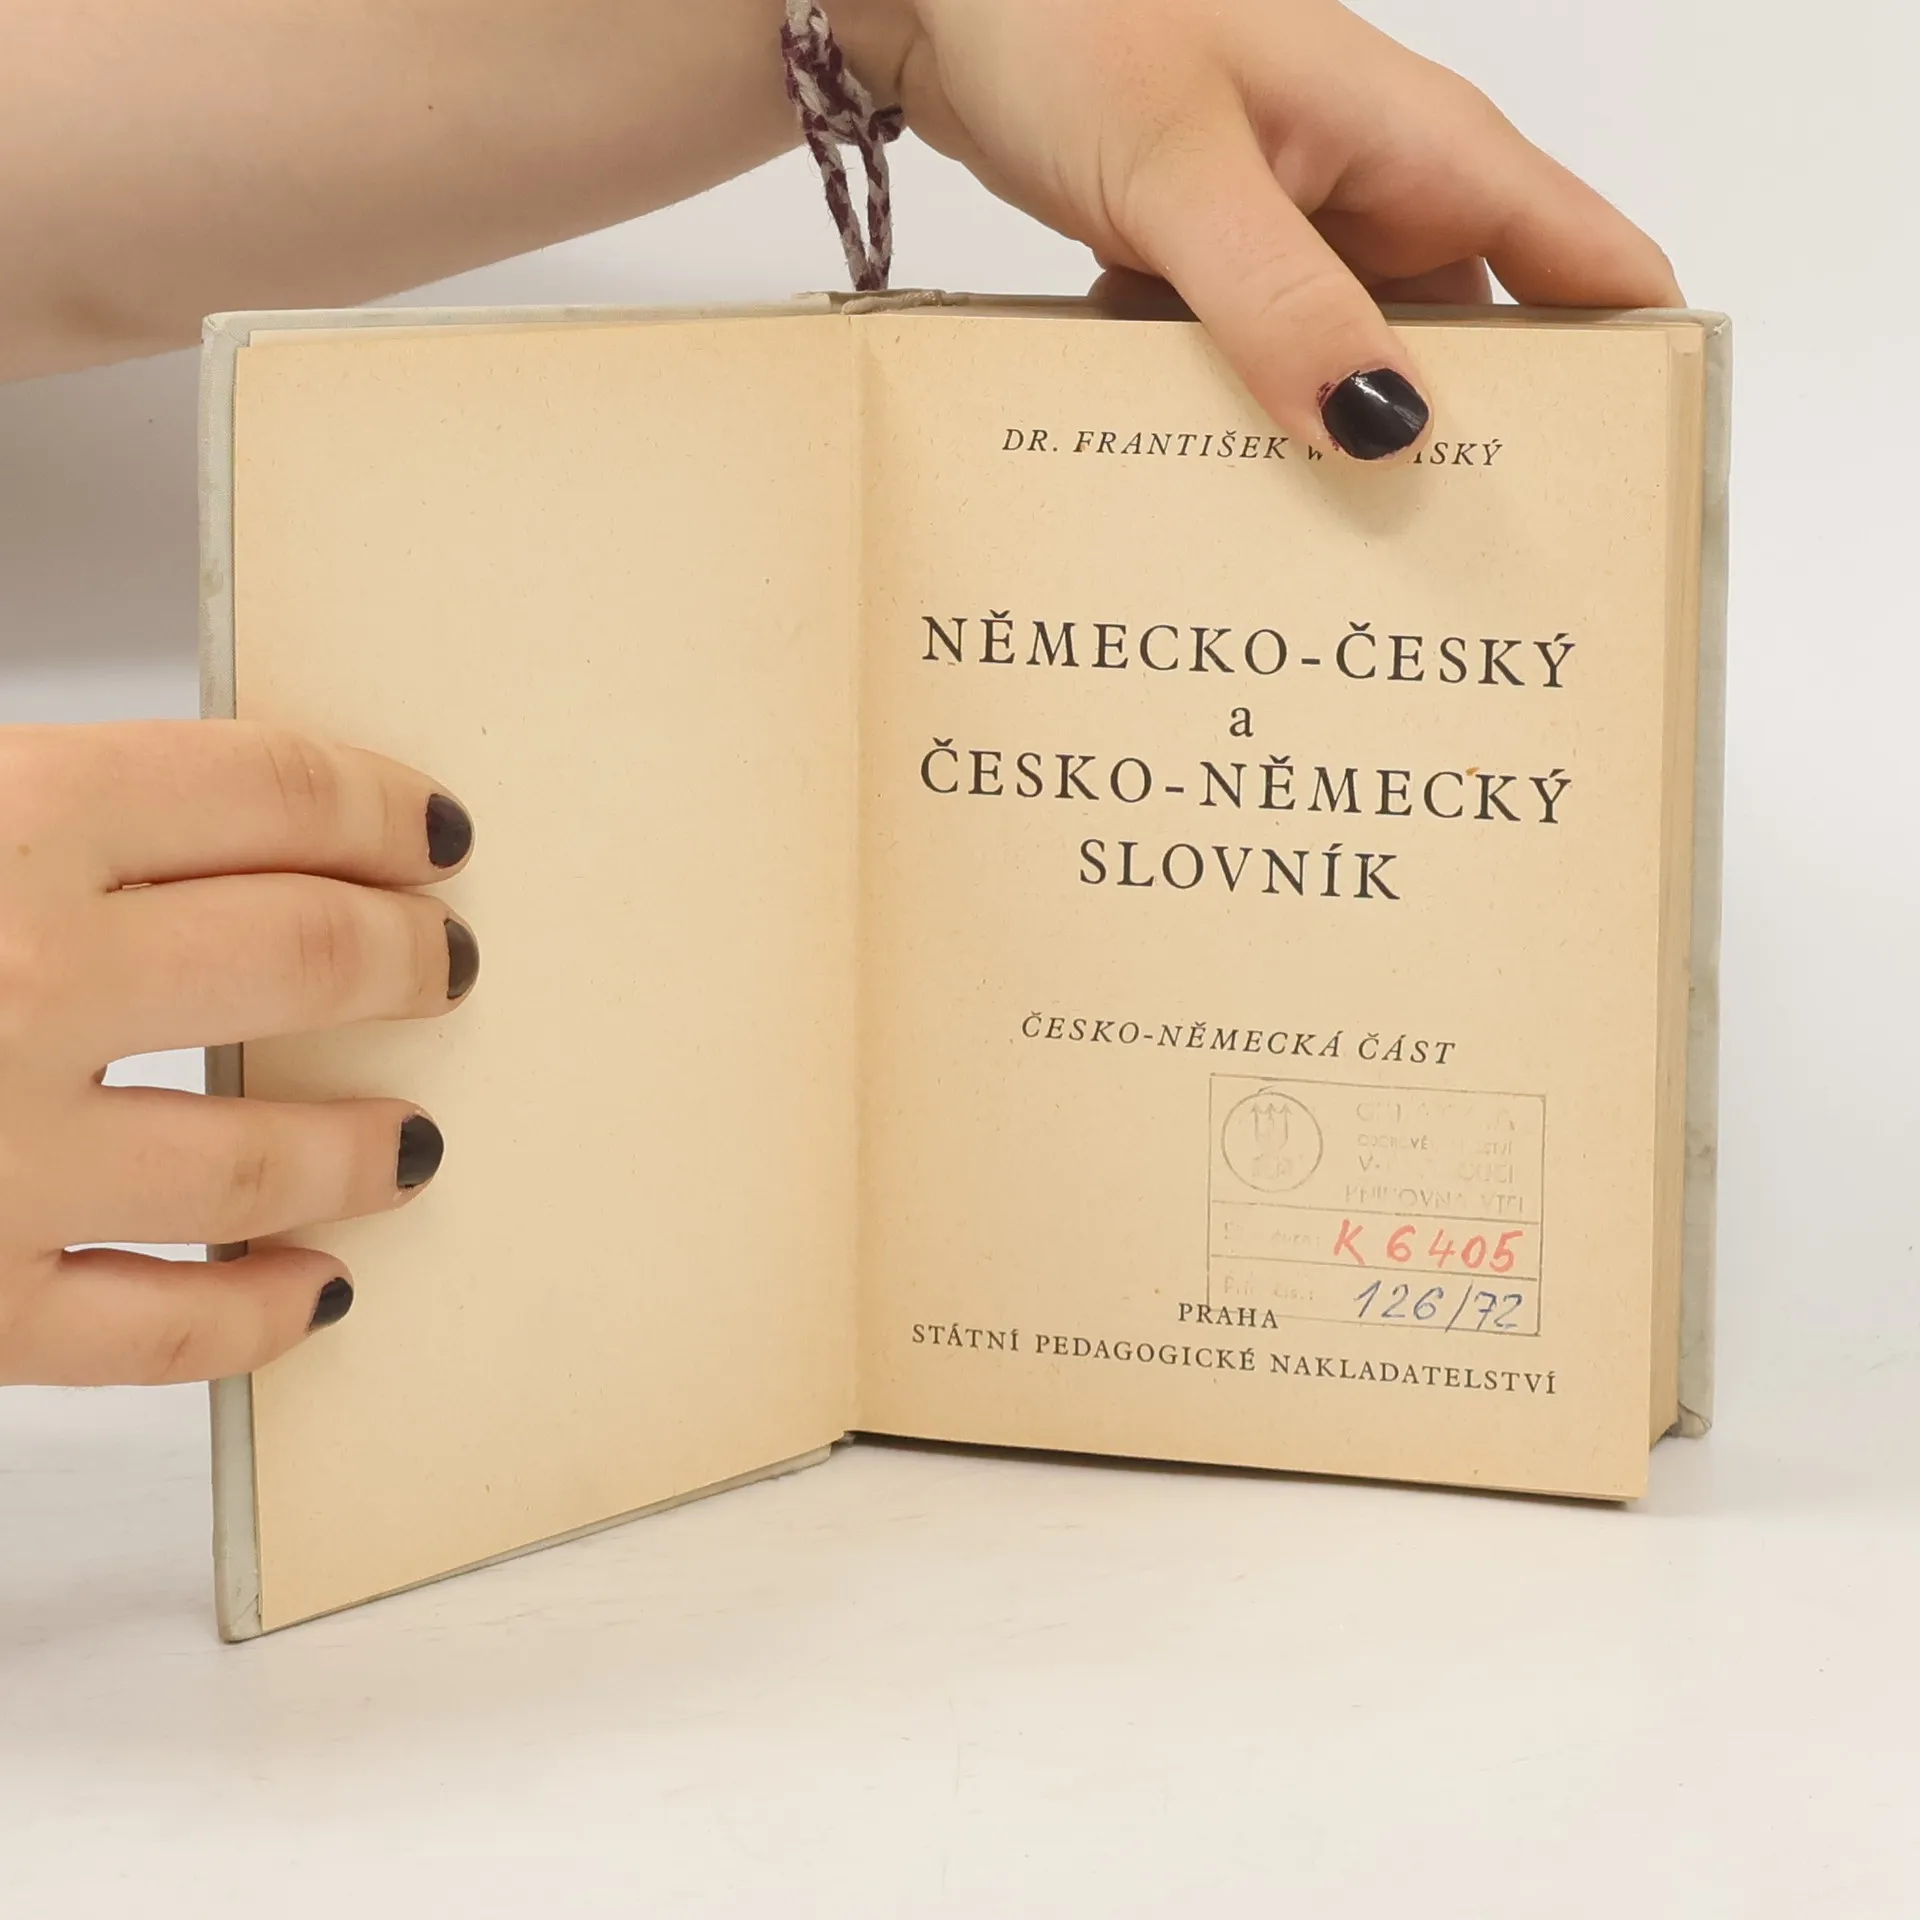 DR. FRANTIŠEK
NĚMECKO-ČESKÝ
a
ČESKO-NĚMECKÝ
SLOVNÍK
ČESKO-NĚMECKÁ ČÁST
K 6405
126/72
PRAHA
STÁTNÍ PEDAGOGICKÉ NAKLADATELSTVÍ